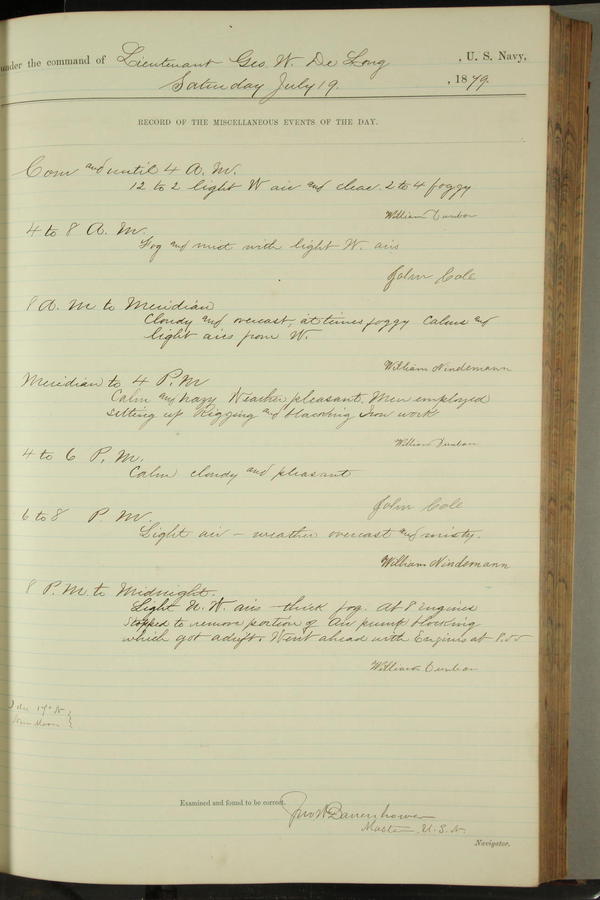 under the command of Lieutenant Geo. W. De Long , U. S. Navy,
Saturday July 19. , 1879.
RECORD OF THE MISCELLANEOUS EVENTS OF THE DAY.
Com and until 4 A. M.
12 to 2 light W air and clear. 2 to 4 foggy
William Dunbar
4 to 8 A. M.
Fog and mist with light W. airs
John Cole
8 A. M to Meridian
Cloudy and overcast, at times foggy Calms and
light airs from W.
William Nindemann
Meridian to 4 P. M
Calm and hazy Weather pleasant. Men employed
setting up Rigging and blacking Iron work
William Dunbar
4 to 6 P. M.
Calm cloudy and pleasant
John Cole
6 to 8 P. M.
Light air - weather overcast and misty.
William Nindemann
8 P. M. to Midnight.
Light N. W. airs - thick fog. At 8 Engines
stopped to remove portion of Air pump blocking
which got adrift. Went ahead with Engines at 8.55
William Dunbar
Examined and found to be correct.
Jno W Danenhower
Master, U. S. N.
Navigator.